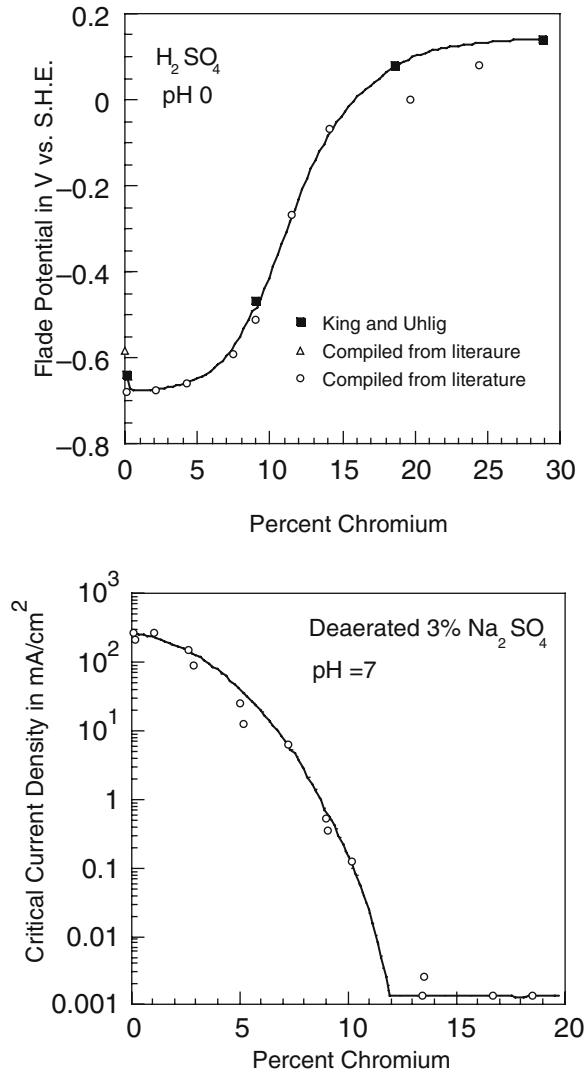 0.2
H₂SO₄
pH 0
0
−0.2
−0.4
−0.6
−0.8
Flade Potential in V vs. S.H.E.
■ King and Uhlig
△ Compiled from literaure
○ Compiled from literature
0 5 10 15 20 25 30
Percent Chromium
10³
10²
10¹
1
0.1
0.01
0.001
Critical Current Density in mA/cm²
Deaerated 3% Na₂SO₄
pH =7
0 5 10 15 20
Percent Chromium